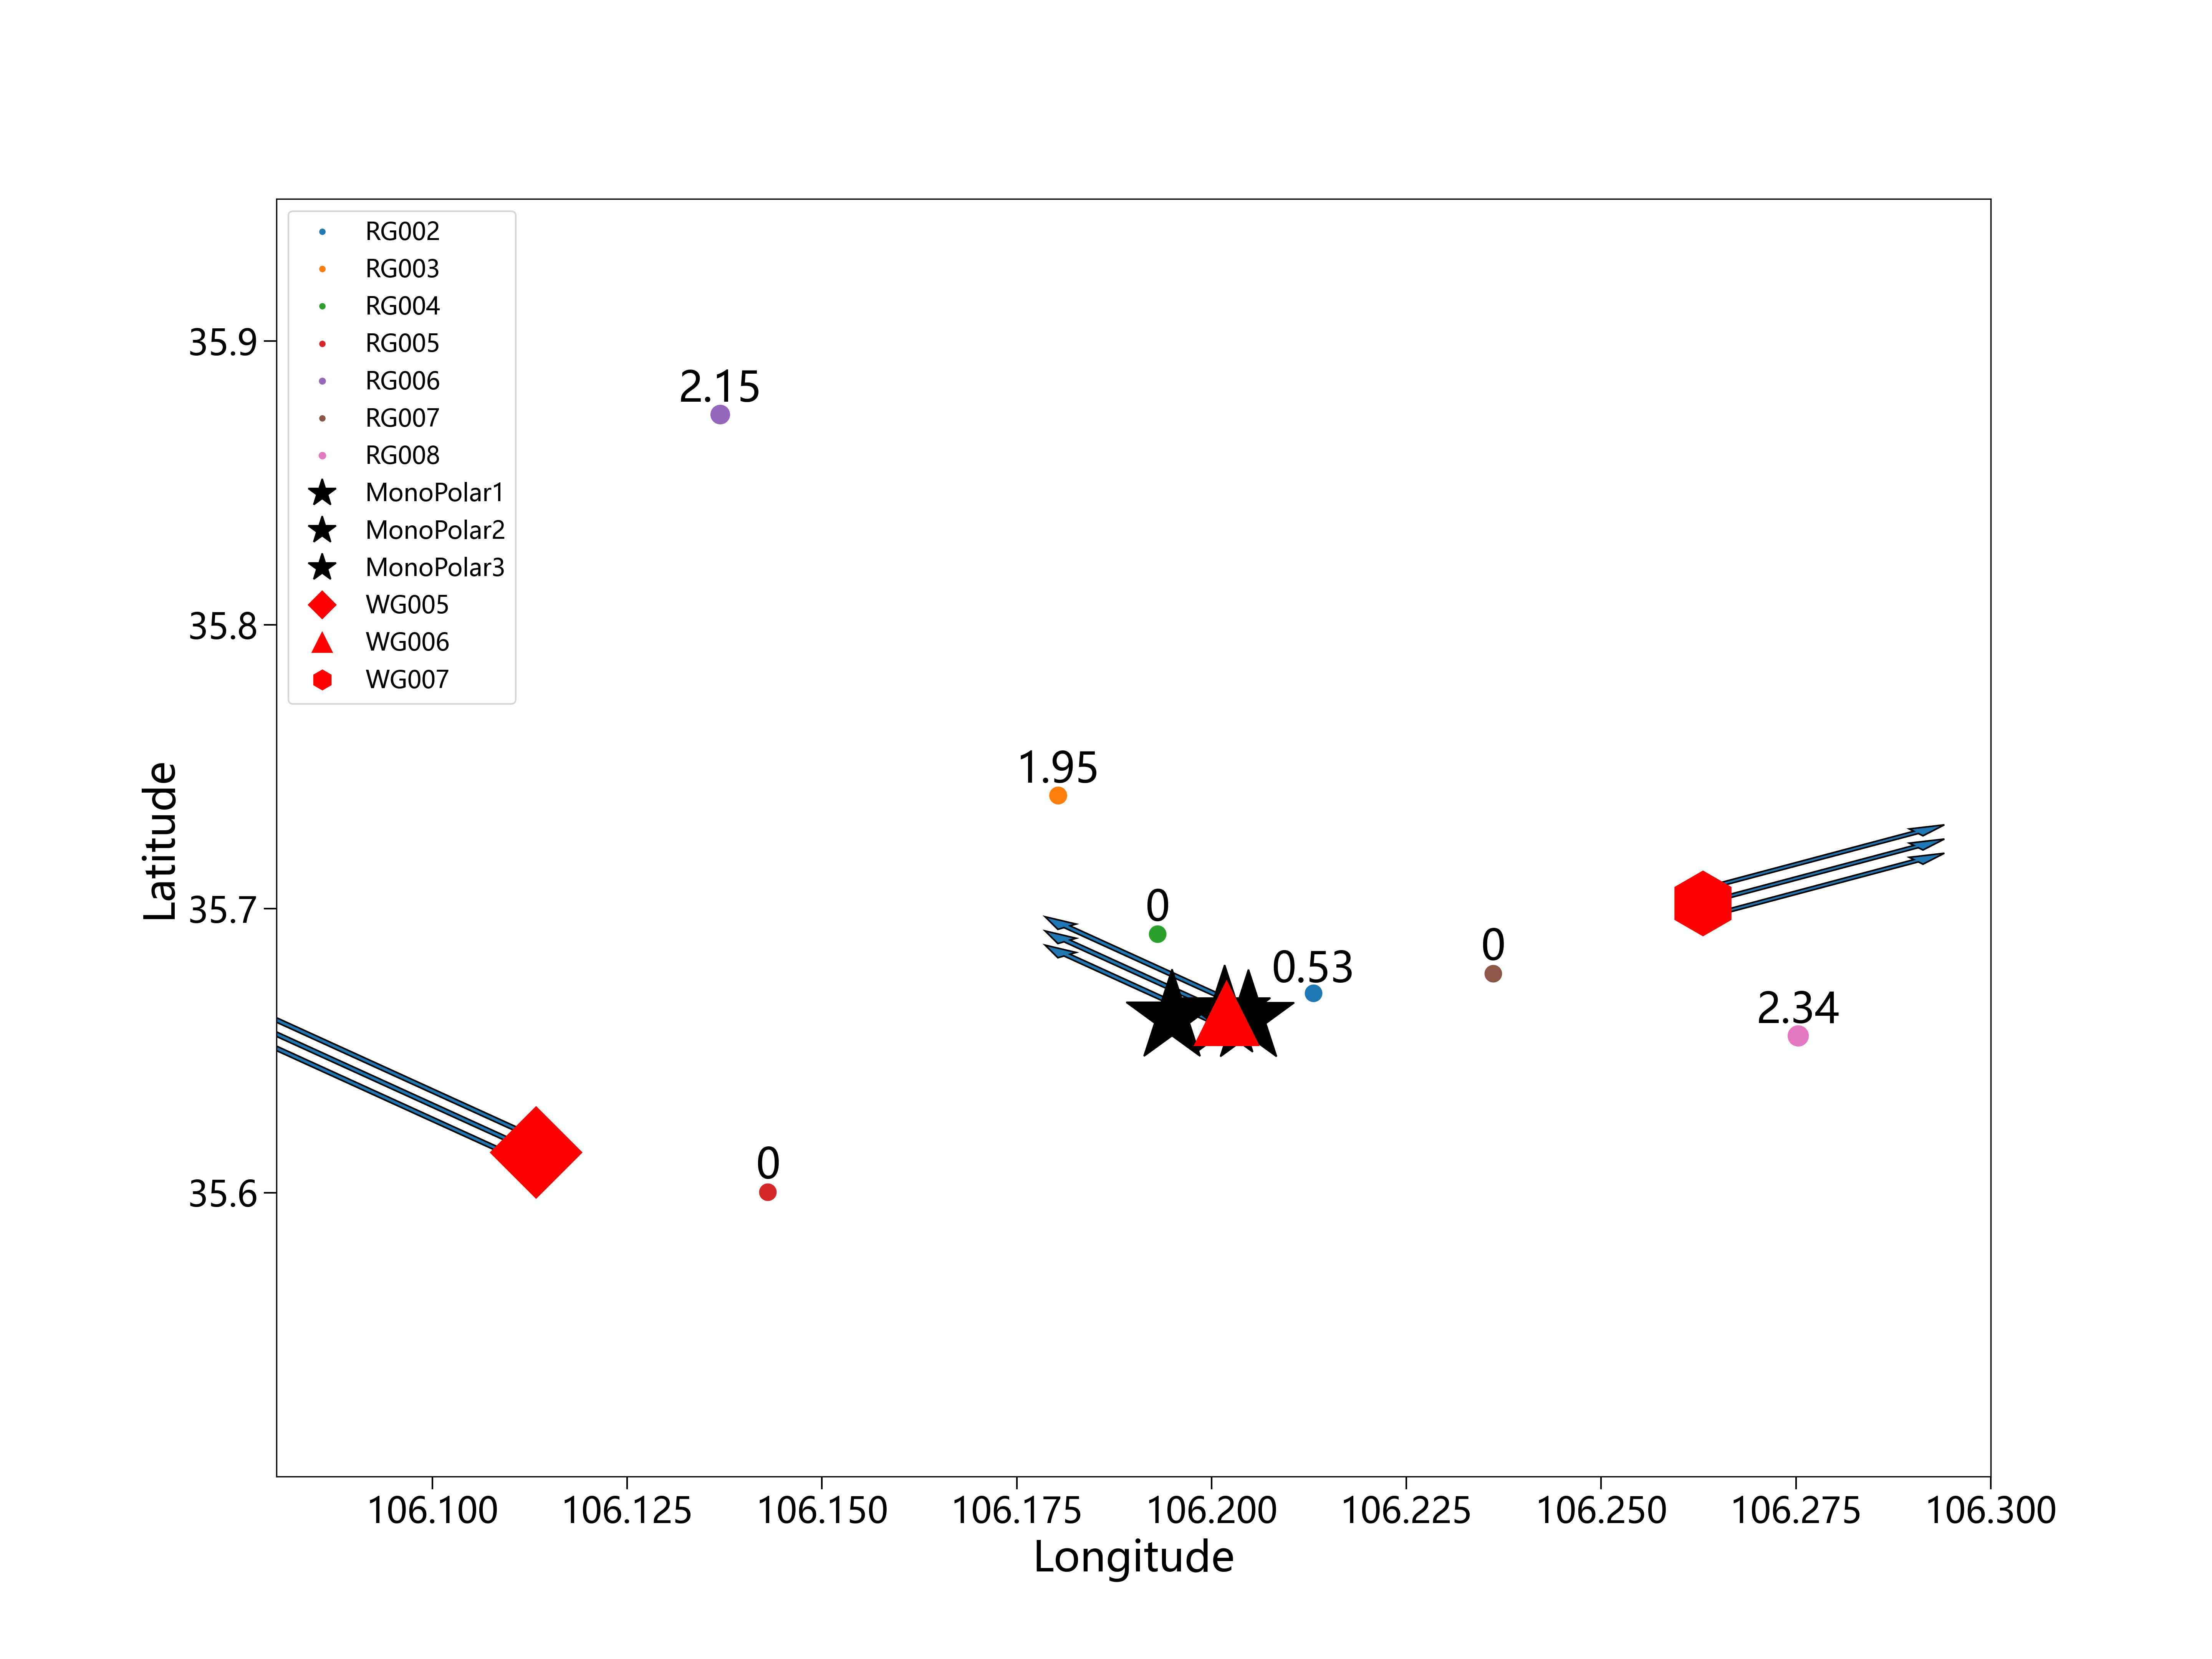 RG002
RG003
RG004
RG005
RG006
RG007
RG008
MonoPolar1
MonoPolar2
MonoPolar3
WG005
WG006
WG007
35.9
35.8
35.7
35.6
Latitude
2.15
1.95
0
0.53
0
2.34
0
106.100
106.125
106.150
106.175
106.200
106.225
106.250
106.275
106.300
Longitude